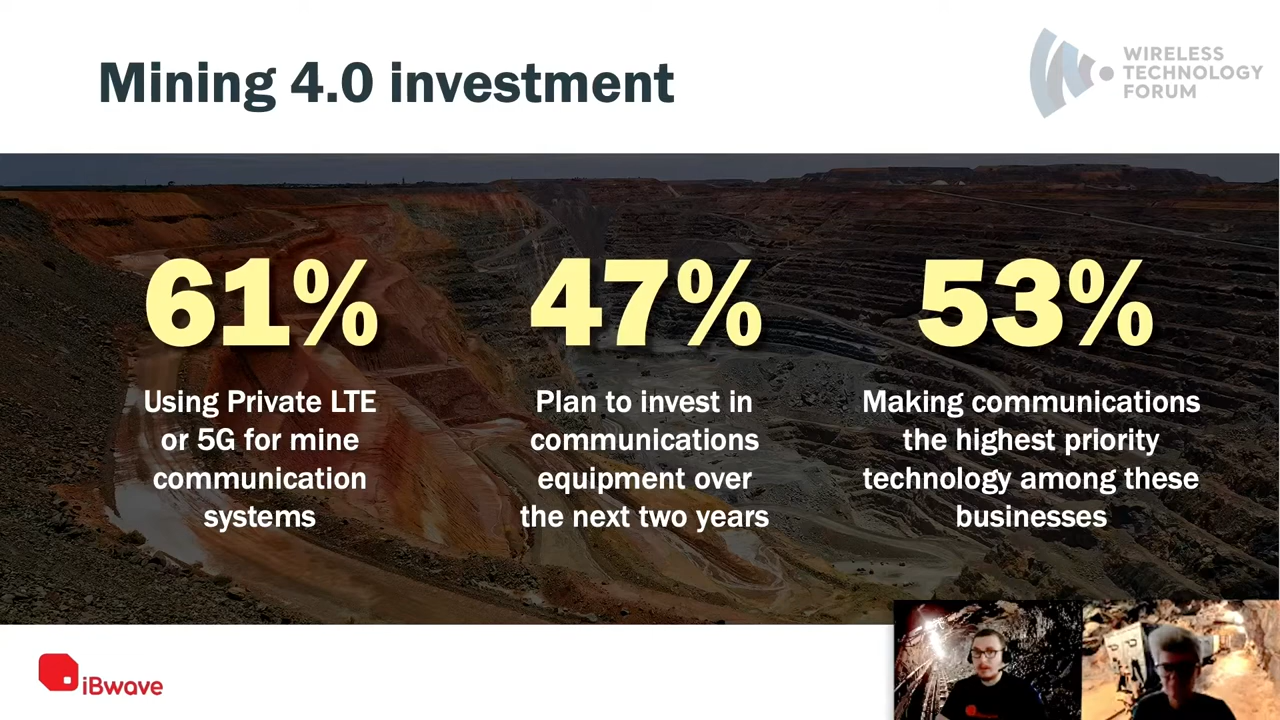 Mining 4.0 investment
WIRELESS
TECHNOLOGY
FORUM
61%
Using Private LTE
or 5G for mine
communication
systems
47%
Plan to invest in
communications
equipment over
the next two years
53%
Making communications
the highest priority
technology among these
businesses
iBwave